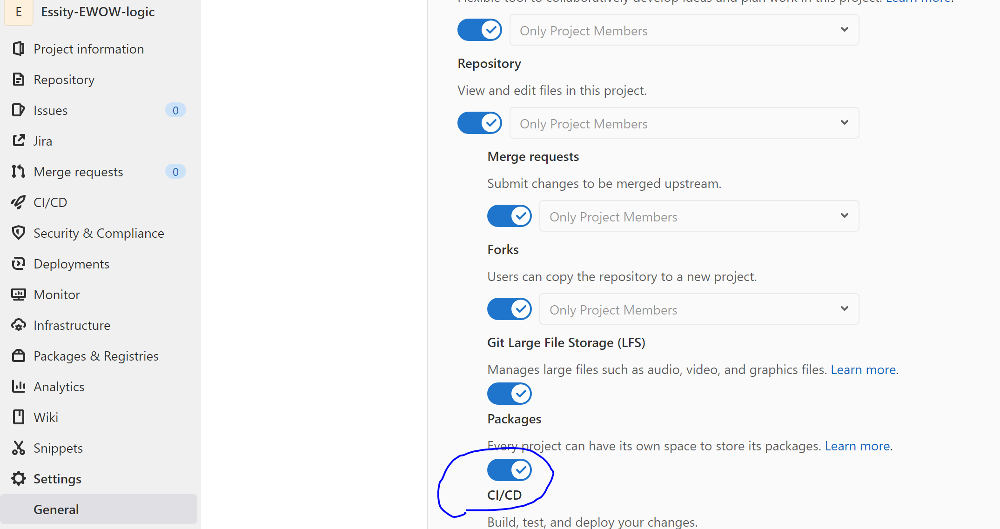 E Essity-EWOW-logic
Project information
Repository
Issues 0
Jira
Merge requests 0
CI/CD
Security & Compliance
Deployments
Monitor
Infrastructure
Packages & Registries
Analytics
Wiki
Snippets
Settings
General
Flexible tool to collaboratively develop ideas and plan work in this project. Learn more.
Only Project Members
Repository
View and edit files in this project.
Only Project Members
Merge requests
Submit changes to be merged upstream.
Only Project Members
Forks
Users can copy the repository to a new project.
Only Project Members
Git Large File Storage (LFS)
Manages large files such as audio, video, and graphics files. Learn more.
Packages
Every project can have its own space to store its packages. Learn more.
CI/CD
Build, test, and deploy your changes.